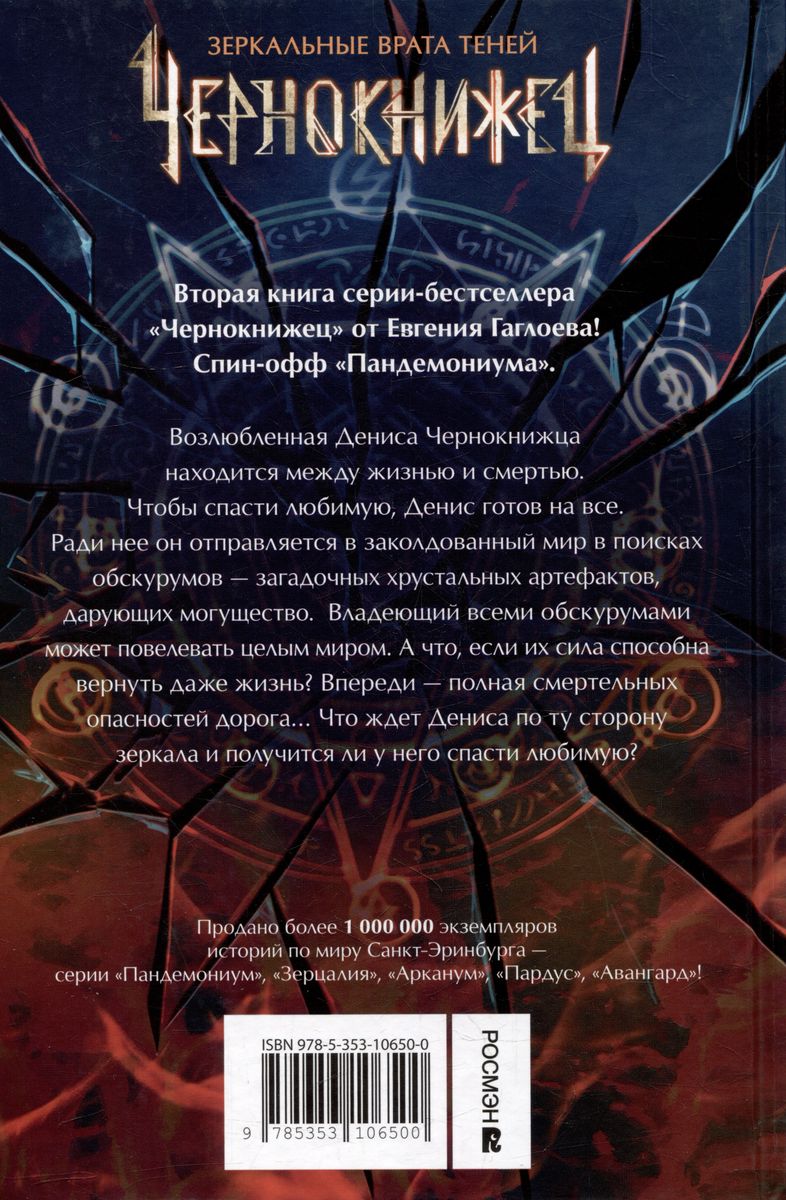 ЗЕРКАЛЬНЫЕ ВРАТА ТЕНЕЙ
ЧЕРНОКНИЖЕЦ
Вторая книга серии-бестселлера
«Чернокнижец» от Евгения Гаглоева!
Спин-офф «Пандемониума».
Возлюбленная Дениса Чернокнижца
находится между жизнью и смертью.
Чтобы спасти любимую, Денис готов на все.
Ради нее он отправляется в заколдованный мир в поисках
обскурумов — загадочных хрустальных артефактов,
дарующих могущество. Владеющий всеми обскурумами
может повелевать целым миром. А что, если их сила способна
вернуть даже жизнь? Впереди — полная смертельных
опасностей дорога... Что ждет Дениса по ту сторону
зеркала и получится ли у него спасти любимую?
Продано более 1 000 000 экземпляров
историй по миру Санкт-Эринбурга —
серии «Пандемониум», «Зерцалия», «Арканум», «Пардус», «Авангард»!
ISBN 978-5-353-10650-0
9 785353 106500
РОСМЭН